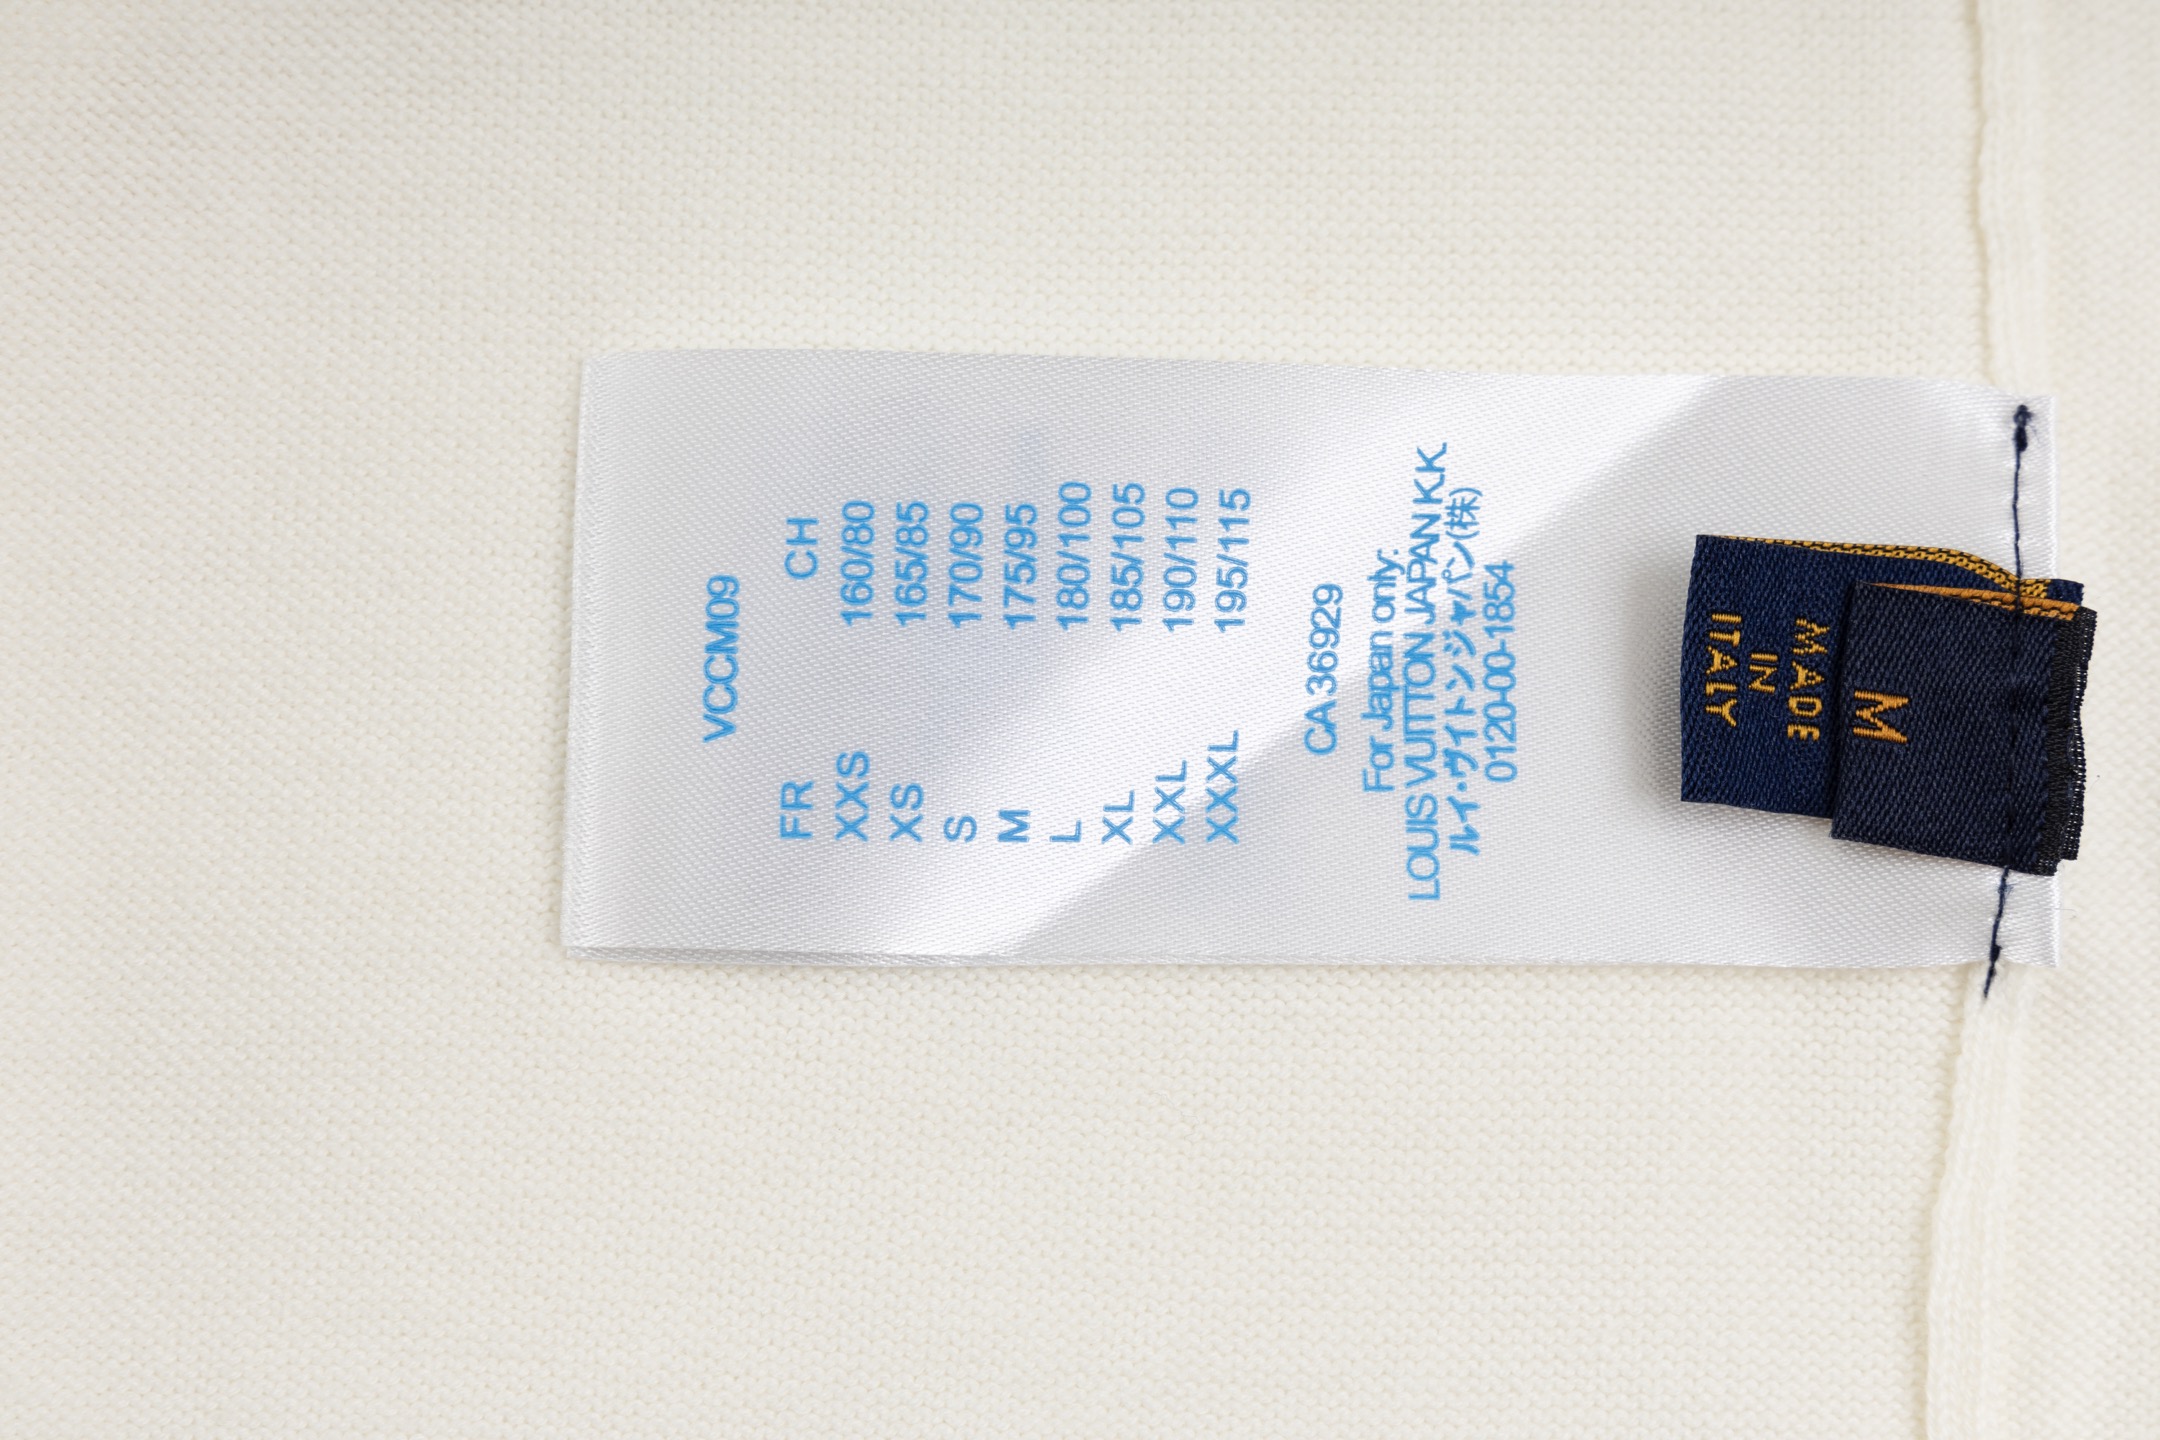 VCCM09
FR CH
XXS 160/80
XS 165/85
S 170/90
M 175/95
L 180/100
XL 185/105
XXL 190/110
XXXL 195/115
CA 36929
For Japan only:
LOUIS VUITTON JAPAN K.K.
ルイ・ヴィトンジャパン(株)
0120-00-1854
M
MADE
IN
ITALY